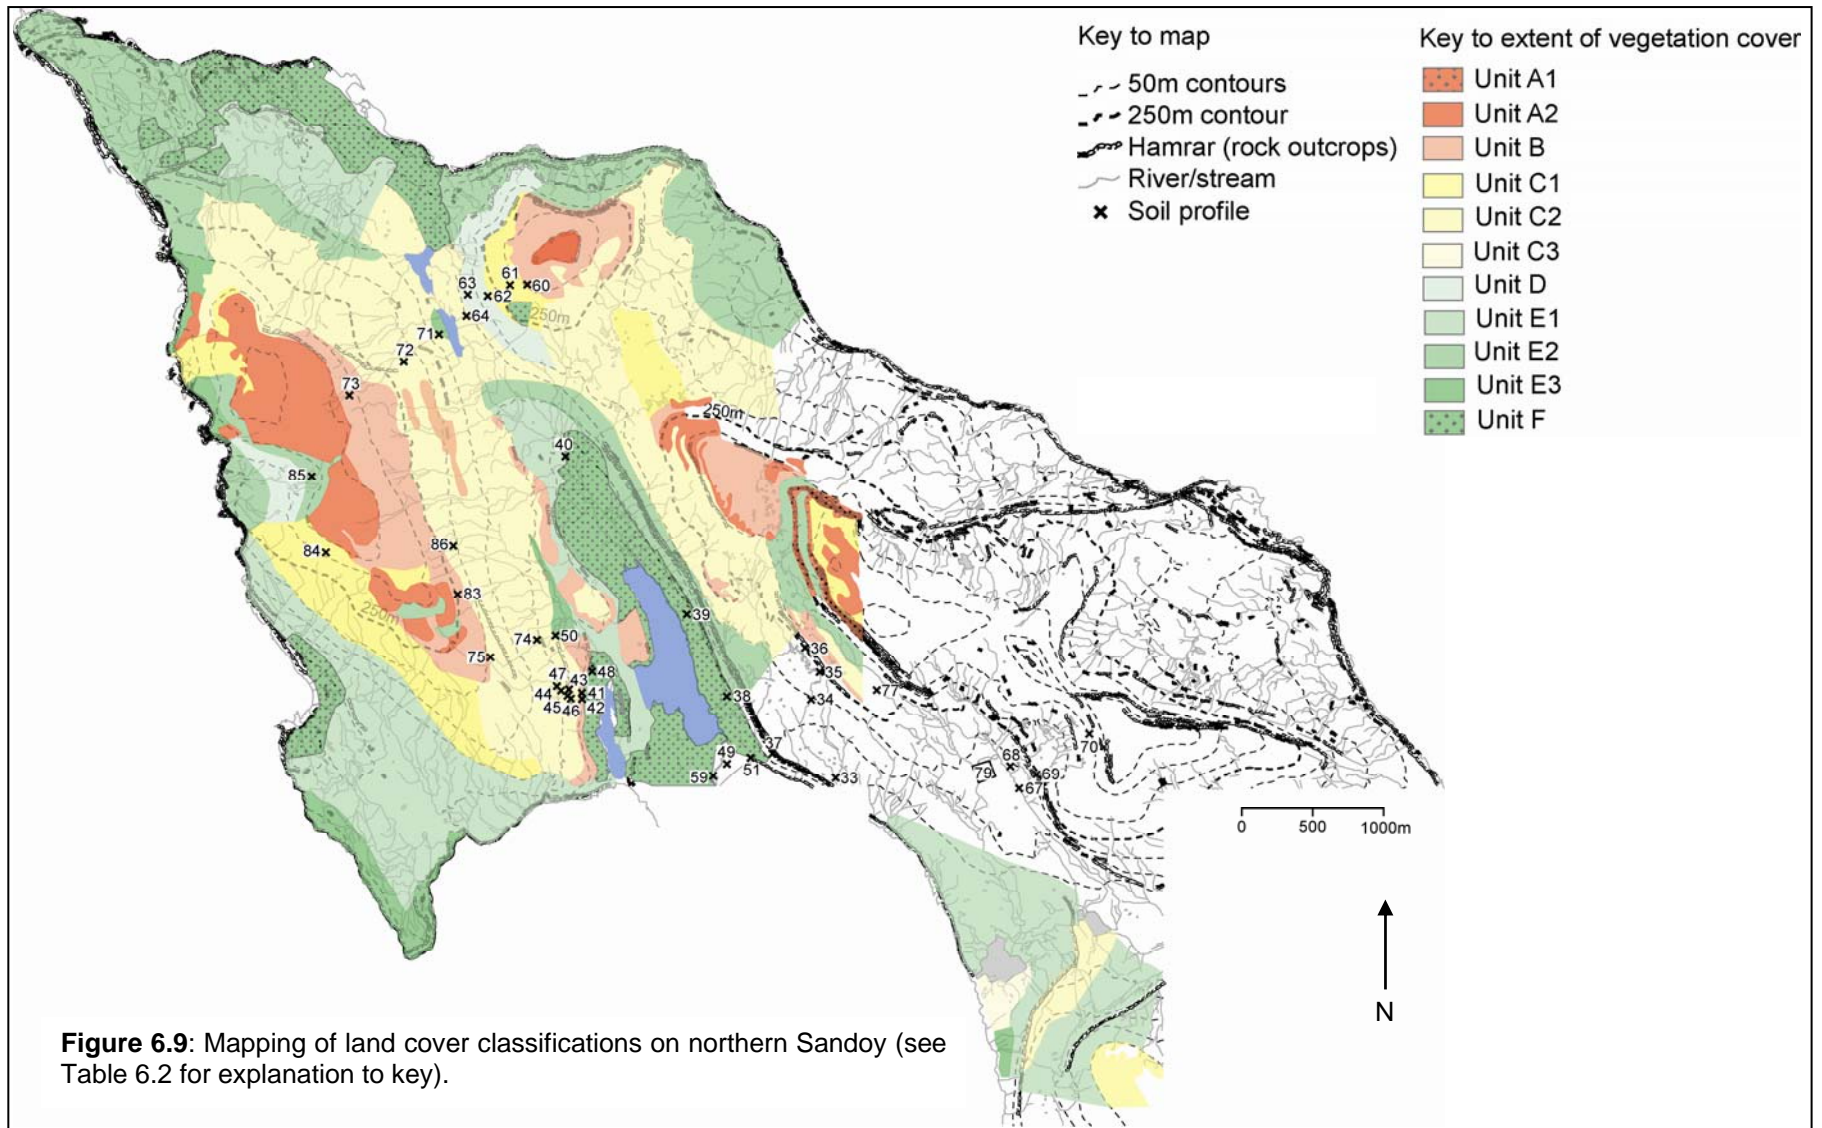 Key to map
50m contours
250m contour
Hamrar (rock outcrops)
River/stream
Soil profile
Key to extent of vegetation cover
Unit A1
Unit A2
Unit B
Unit C1
Unit C2
Unit C3
Unit D
Unit E1
Unit E2
Unit E3
Unit F
61
60
63
62
64
250m
71
72
73
250m
40
85
84
86
83
250m
39
74
50
75
36
35
34
77
47
43
48
44
41
45
46
42
38
37
49
51
59
33
68
70
79
69
67
0 500 1000m
N
Figure 6.9: Mapping of land cover classifications on northern Sandoy (see
Table 6.2 for explanation to key).